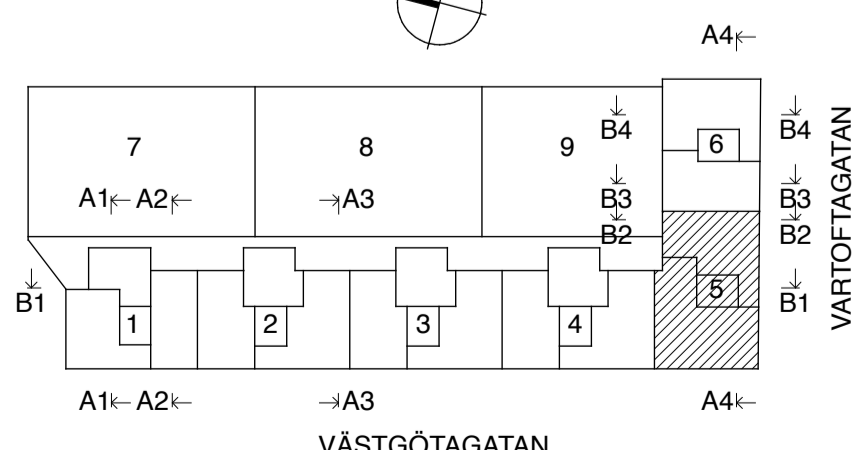 A4
B4 B4
7 8 9 6
A1 A2 A3 B3 B3
B2 B2
VARTOFTAGATAN
B1 5 B1
1 2 3 4
A1 A2 A3 A4
VÄSTGÖTAGATAN